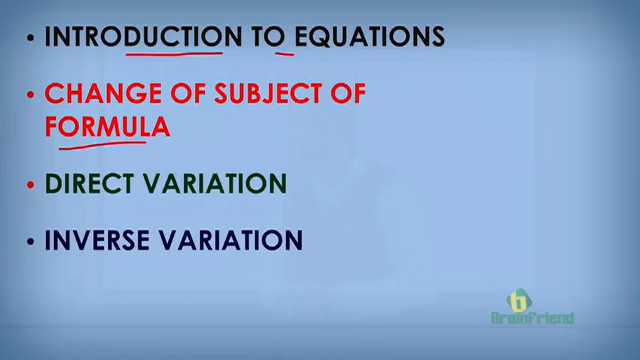 • INTRODUCTION TO EQUATIONS
• CHANGE OF SUBJECT OF
FORMULA
• DIRECT VARIATION
• INVERSE VARIATION
b
Brainfriend